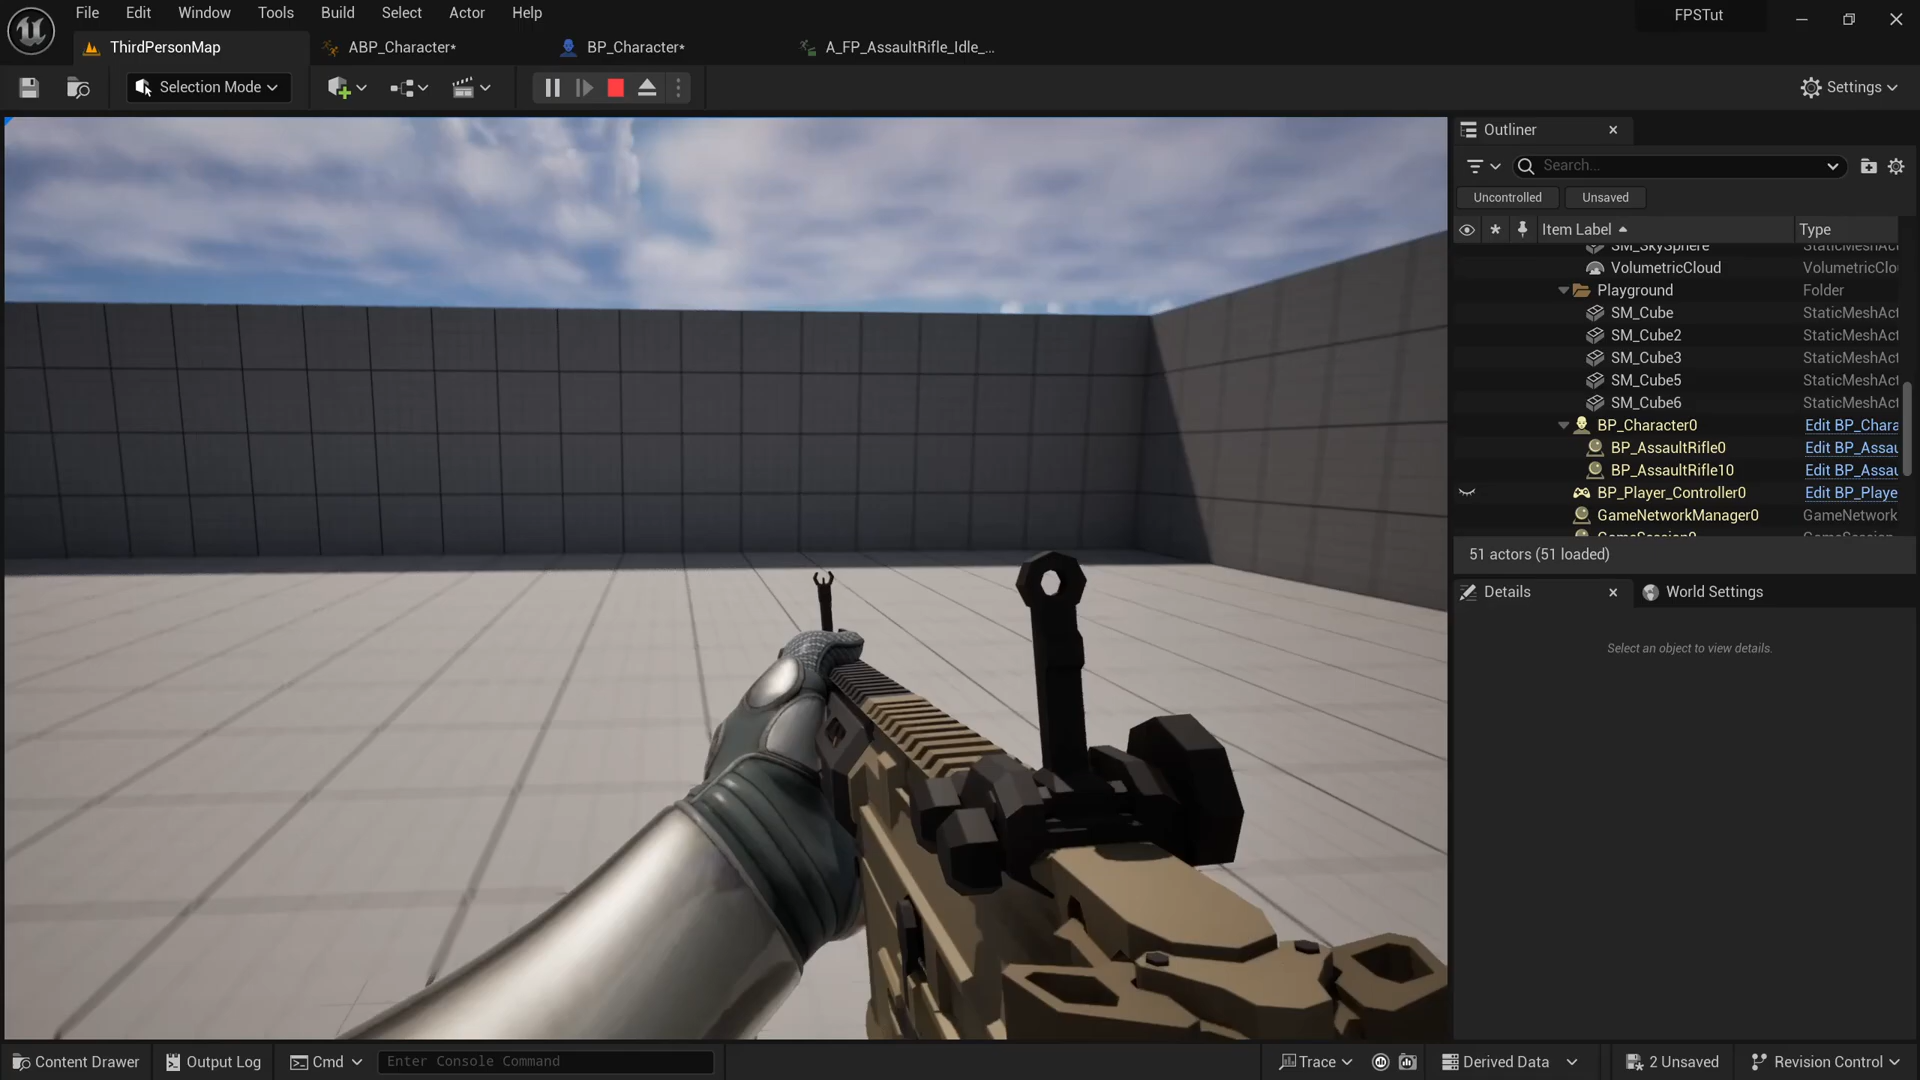 File Edit Window Tools Build Select Actor Help
FPSTut
ThirdPersonMap
ABP_Character*
BP_Character*
A_FP_AssaultRifle_Idle_...
Selection Mode
Settings
Outliner
Search...
Uncontrolled
Unsaved
Item Label
Type
SM_SkySphere StaticMeshAct
VolumetricCloud VolumetricClo
Playground Folder
SM_Cube StaticMeshAct
SM_Cube2 StaticMeshAct
SM_Cube3 StaticMeshAct
SM_Cube5 StaticMeshAct
SM_Cube6 StaticMeshAct
BP_Character0 Edit BP_Chara
BP_AssaultRifle0 Edit BP_Assau
BP_AssaultRifle10 Edit BP_Assau
BP_Player_Controller0 Edit BP_Playe
GameNetworkManager0 GameNetwork
51 actors (51 loaded)
Details
World Settings
Select an object to view details.
Content Drawer
Output Log
Cmd
Enter Console Command
Trace
Derived Data
2 Unsaved
Revision Control